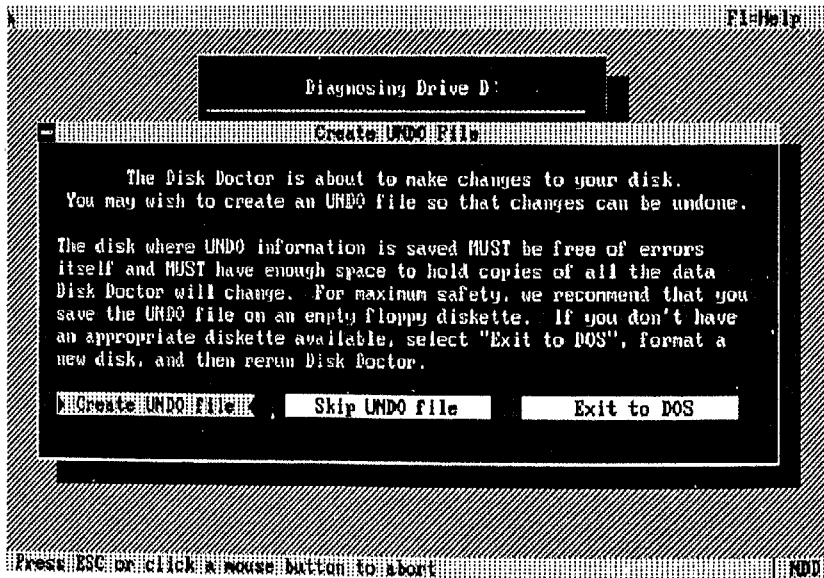 F1=Help
Diagnosing Drive D:
Create UNDO File
The Disk Doctor is about to make changes to your disk.
You may wish to create an UNDO file so that changes can be undone.
The disk where UNDO information is saved MUST be free of errors
itself and MUST have enough space to hold copies of all the data
Disk Doctor will change. For maximum safety, we recommend that you
save the UNDO file on an empty floppy diskette. If you don't have
an appropriate diskette available, select "Exit to DOS", format a
new disk, and then rerun Disk Doctor.
Create UNDO file Skip UNDO file Exit to DOS
Press ESC or click a mouse button to abort NDD